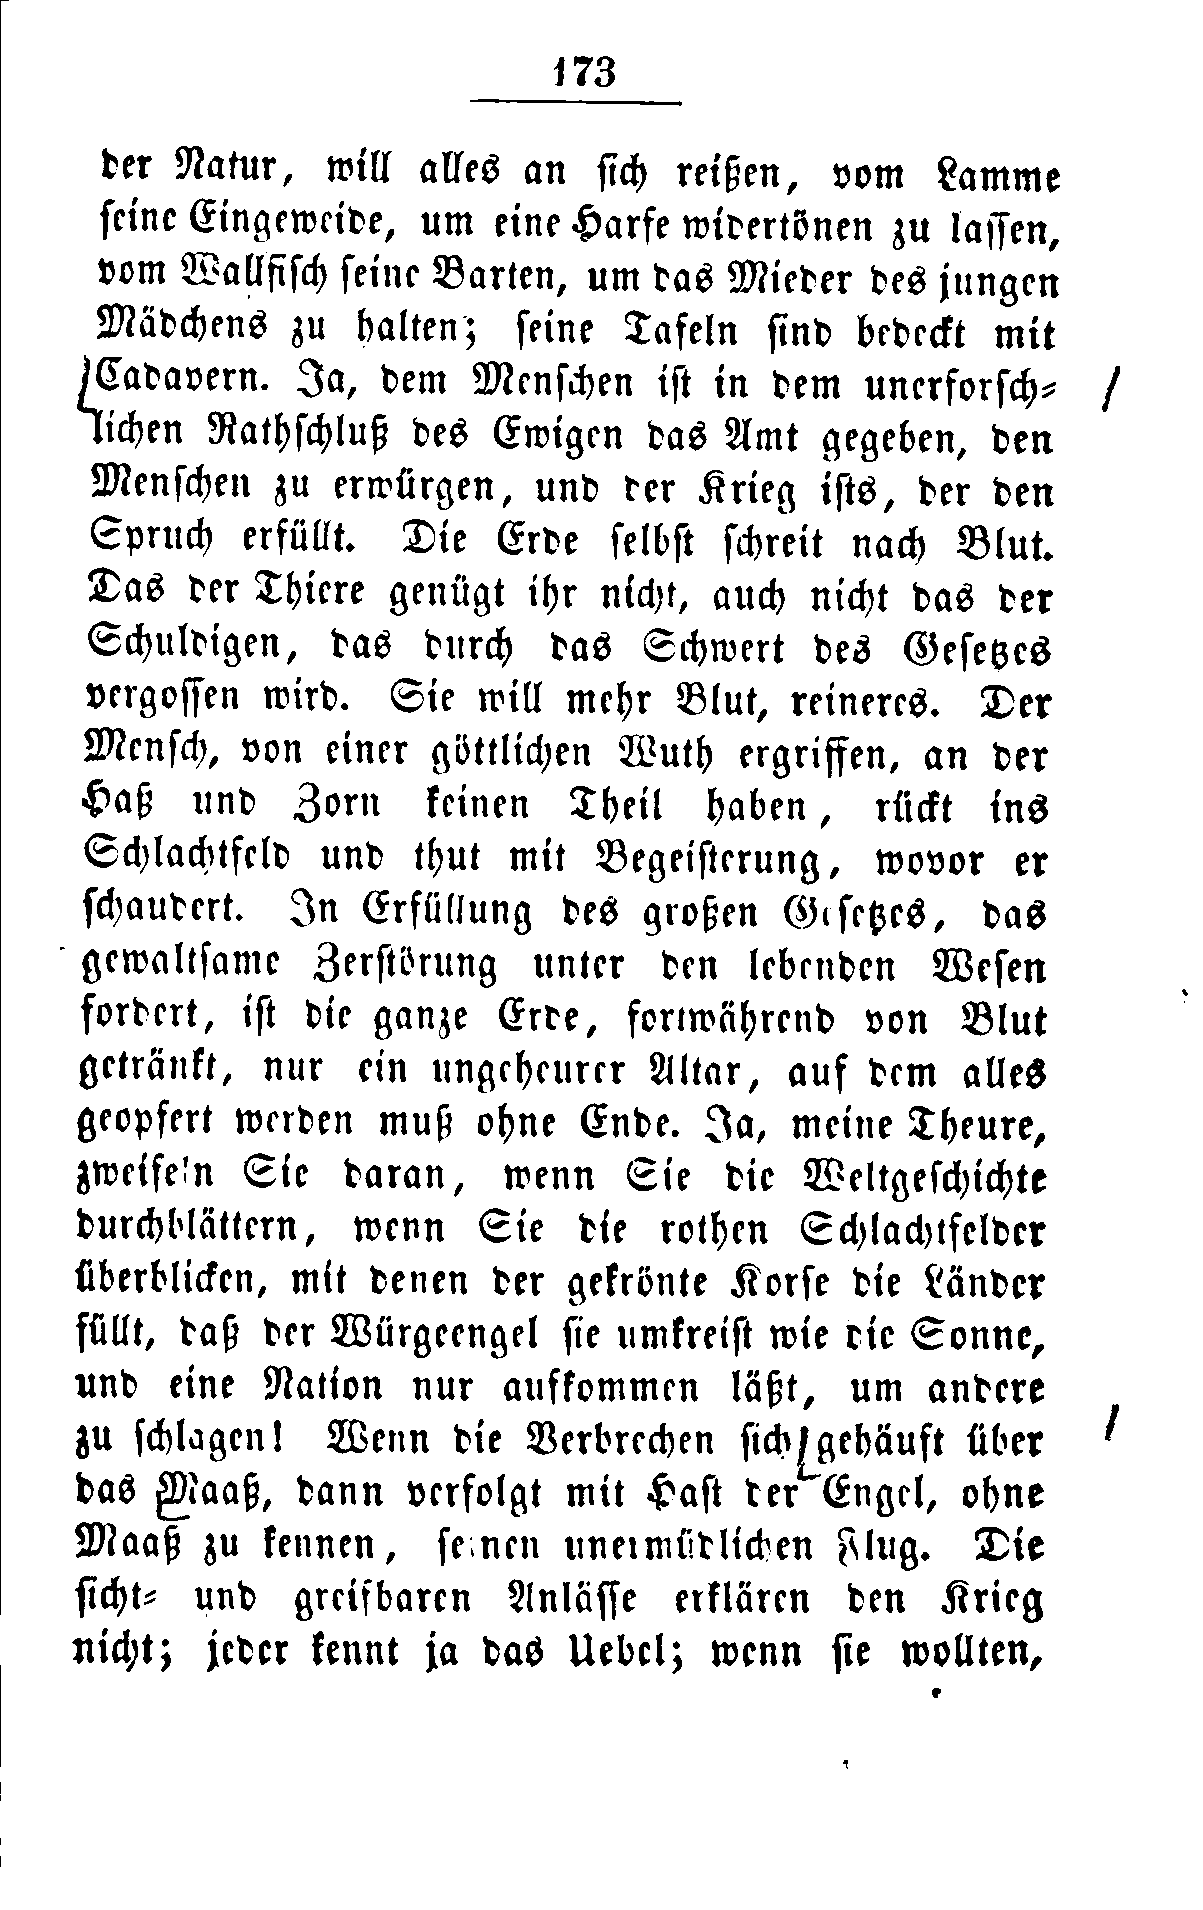 173
der Natur, will alles an sich reißen, vom Lamme
seine Eingeweide, um eine Harfe widertönen zu lassen,
vom Wallfisch seine Barten, um das Mieder des jungen
Mädchens zu halten; seine Tafeln sind bedeckt mit
Cadavern. Ja, dem Menschen ist in dem unerforsch-
lichen Rathschluß des Ewigen das Amt gegeben, den
Menschen zu erwürgen, und der Krieg ists, der den
Spruch erfüllt. Die Erde selbst schreit nach Blut.
Das der Thiere genügt ihr nicht, auch nicht das der
Schuldigen, das durch das Schwert des Gesetzes
vergossen wird. Sie will mehr Blut, reineres. Der
Mensch, von einer göttlichen Wuth ergriffen, an der
Haß und Zorn keinen Theil haben, rückt ins
Schlachtfeld und thut mit Begeisterung, wovor er
schaudert. In Erfüllung des großen Gesetzes, das
gewaltsame Zerstörung unter den lebenden Wesen
fordert, ist die ganze Erde, fortwährend von Blut
getränkt, nur ein ungeheurer Altar, auf dem alles
geopfert werden muß ohne Ende. Ja, meine Theure,
zweifeln Sie daran, wenn Sie die Weltgeschichte
durchblättern, wenn Sie die rothen Schlachtfelder
überblicken, mit denen der gekrönte Korse die Länder
füllt, daß der Würgeengel sie umkreist wie die Sonne,
und eine Nation nur aufkommen läßt, um andere
zu schlagen! Wenn die Verbrechen sich gehäuft über
das Maaß, dann verfolgt mit Hast der Engel, ohne
Maaß zu kennen, seinen unermüdlichen Flug. Die
sicht- und greifbaren Anlässe erklären den Krieg
nicht; jeder kennt ja das Uebel; wenn sie wollten,